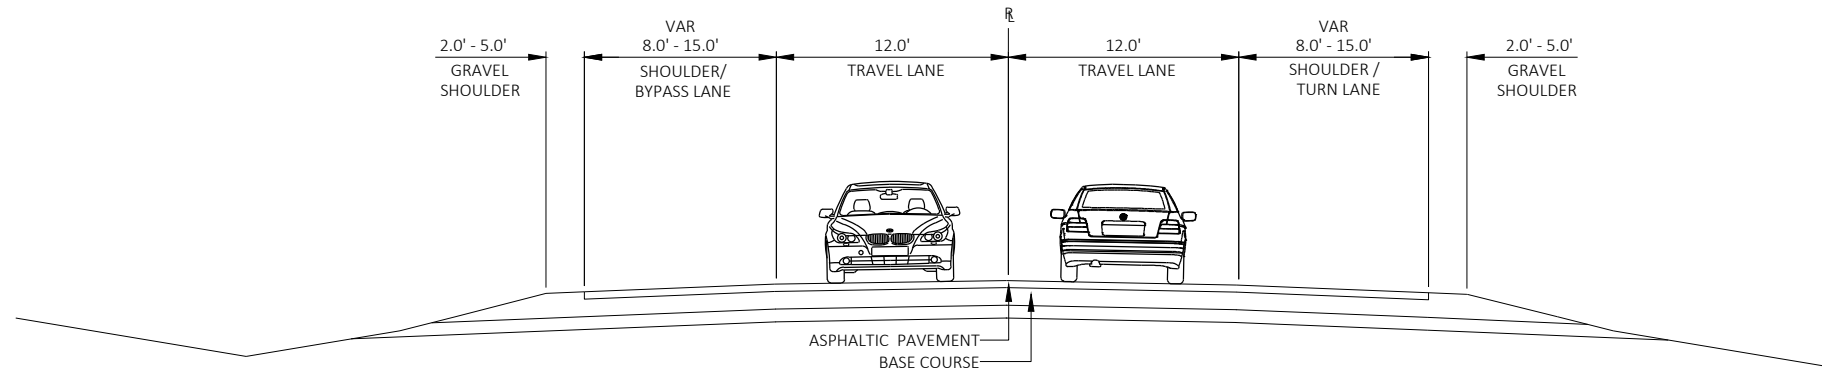 RL
VAR
VAR
2.0' - 5.0'
8.0' - 15.0'
12.0'
12.0'
8.0' - 15.0'
2.0' - 5.0'
GRAVEL
SHOULDER
SHOULDER/
BYPASS LANE
TRAVEL LANE
TRAVEL LANE
SHOULDER /
TURN LANE
GRAVEL
SHOULDER
ASPHALTIC PAVEMENT
BASE COURSE